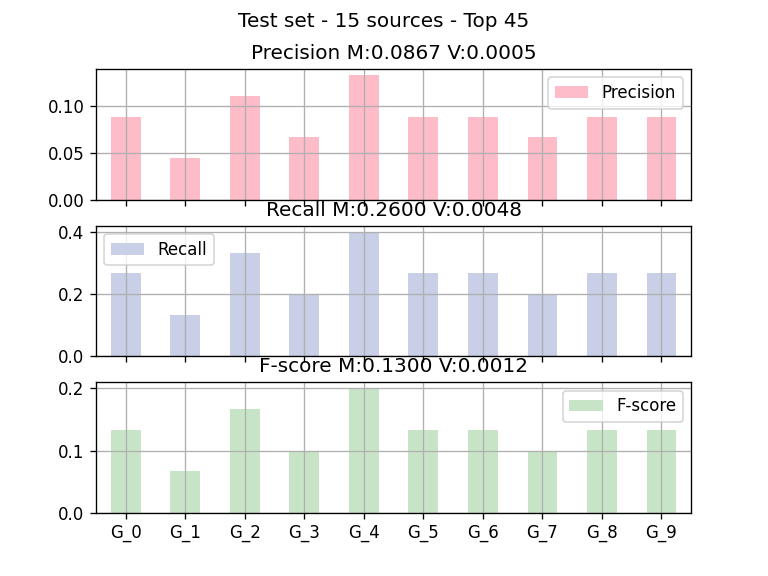 Test set - 15 sources - Top 45
Precision M:0.0867 V:0.0005
Precision
0.10
0.05
0.00
Recall M:0.2600 V:0.0048
Recall
0.4
0.2
0.0
F-score M:0.1300 V:0.0012
F-score
0.2
0.1
0.0
G_0 G_1 G_2 G_3 G_4 G_5 G_6 G_7 G_8 G_9